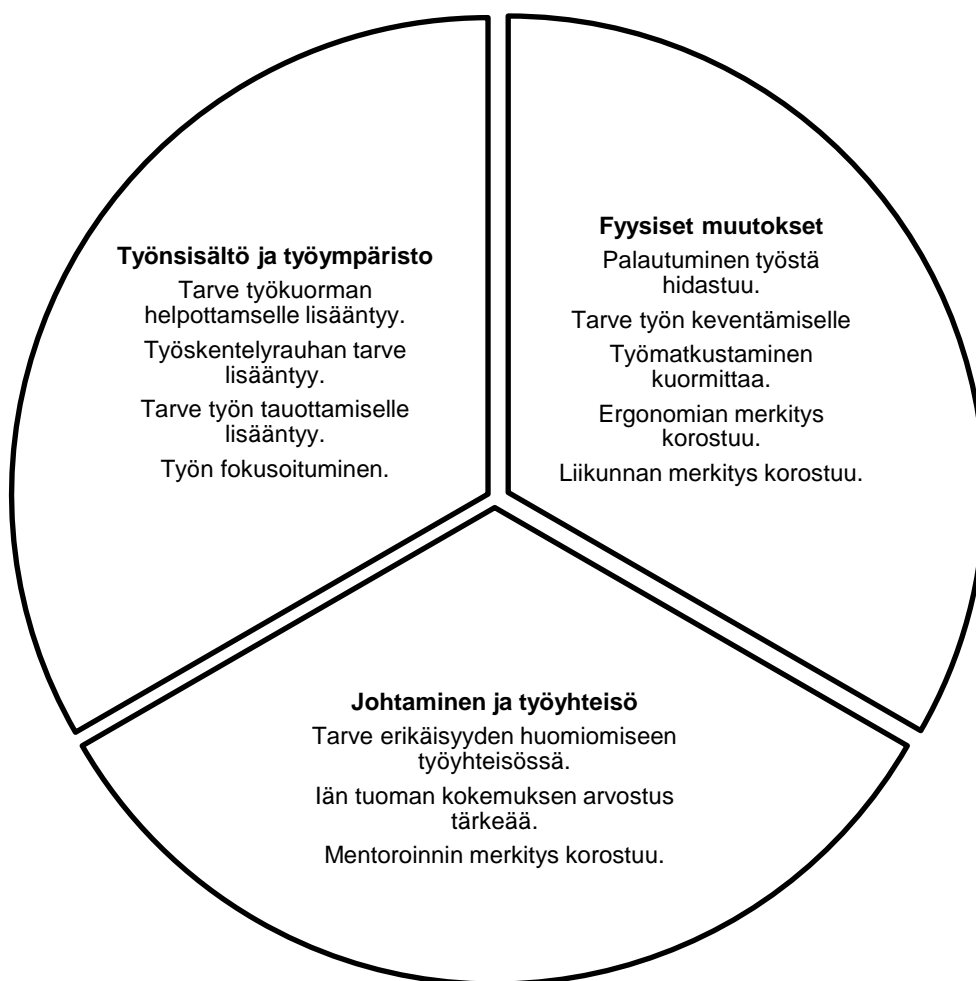 Työnsisältö ja työympäristo
Tarve työkuorman
helpottamselle lisääntyy.
Työskentelyrauhan tarve
lisääntyy.
Tarve työn tauottamiselle
lisääntyy.
Työn fokusoituminen.
Fyysiset muutokset
Palautuminen työstä
hidastuu.
Tarve työn keventämiselle
Työmatkustaminen
kuormittaa.
Ergonomian merkitys
korostuu.
Liikunnan merkitys korostuu.
Johtaminen ja työyhteisö
Tarve erikäisyyden huomiomiseen
työyhteisössä.
Iän tuoman kokemuksen arvostus
tärkeää.
Mentoroinnin merkitys korostuu.